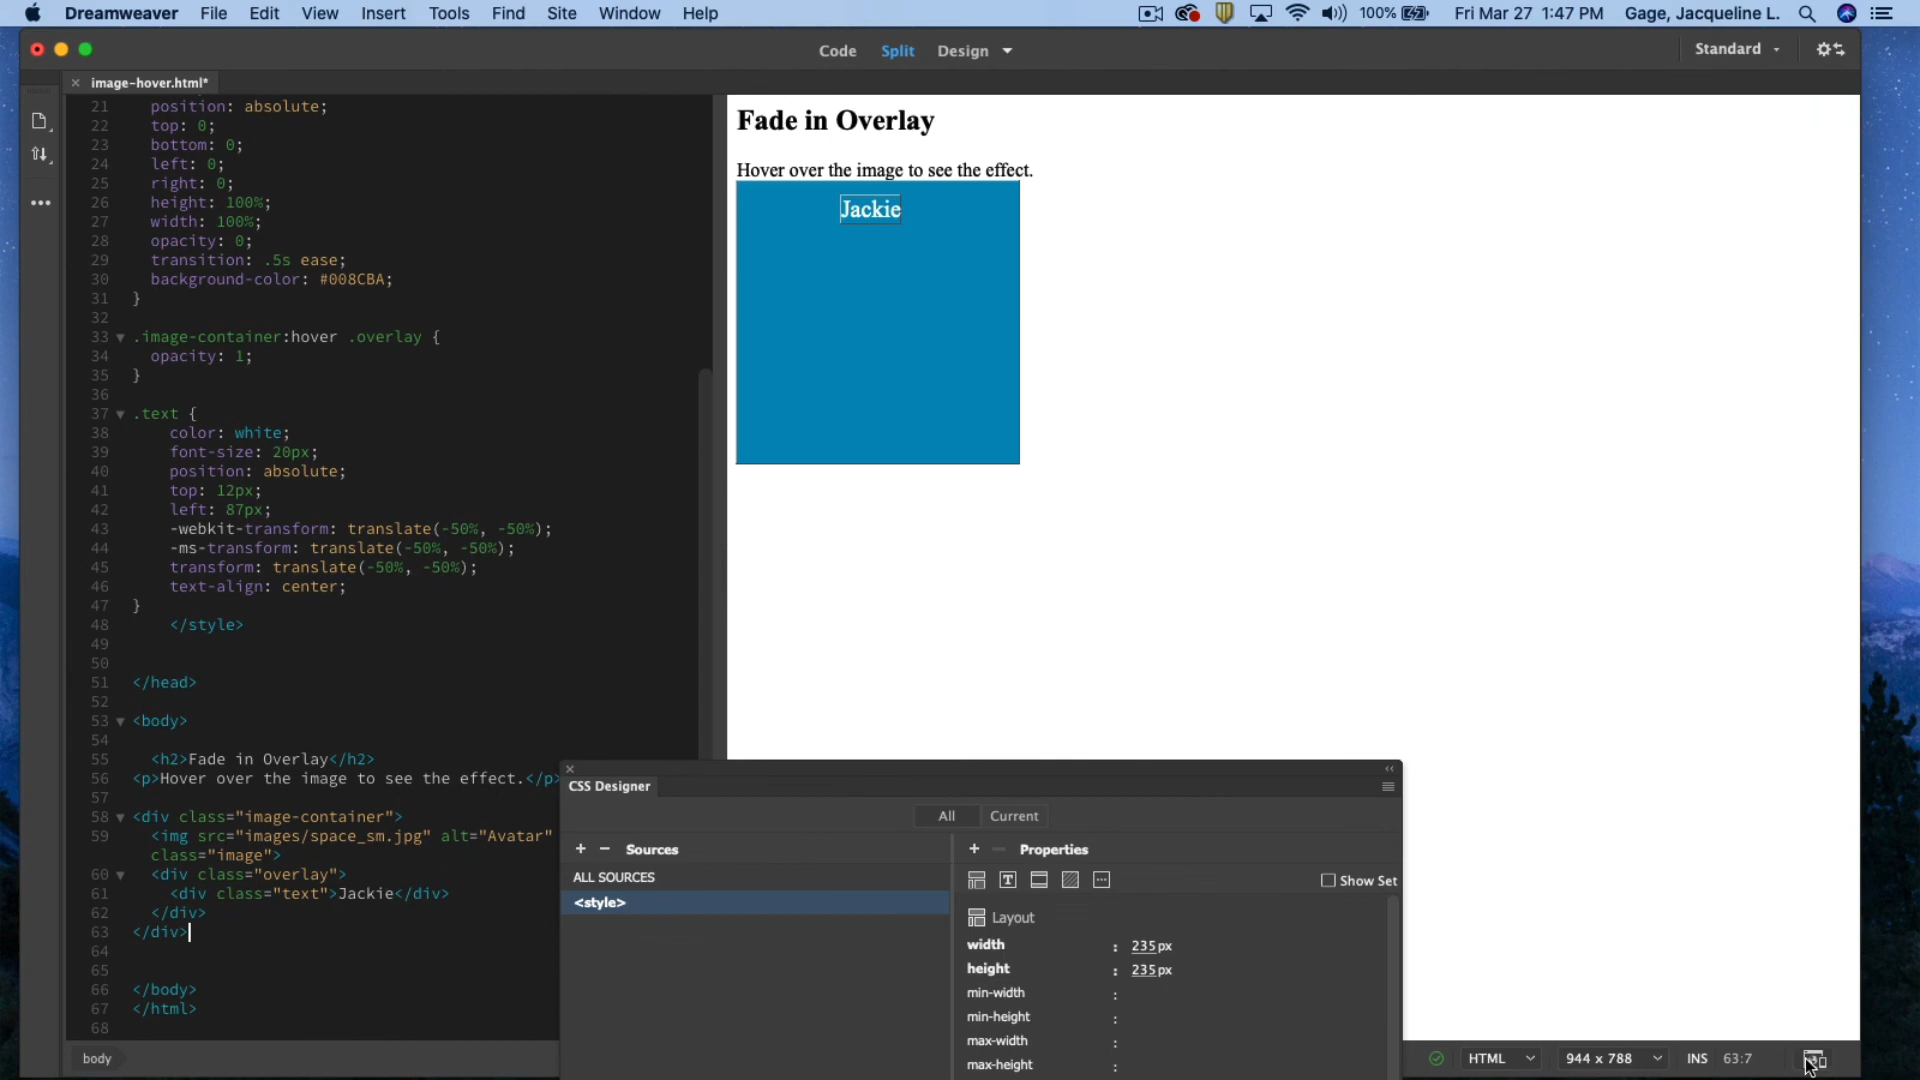 Dreamweaver File Edit View Insert Tools Find Site Window Help 100% Fri Mar 27 1:47 PM Gage, Jacqueline L.
Code Split Design Standard
image-hover.html*
21 position: absolute;
22 top: 0;
23 bottom: 0;
24 left: 0;
25 right: 0;
26 height: 100%;
27 width: 100%;
28 opacity: 0;
29 transition: .5s ease;
30 background-color: #008CBA;
31 }
32
33 .image-container:hover .overlay {
34 opacity: 1;
35 }
36
37 .text {
38 color: white;
39 font-size: 20px;
40 position: absolute;
41 top: 12px;
42 left: 87px;
43 -webkit-transform: translate(-50%, -50%);
44 -ms-transform: translate(-50%, -50%);
45 transform: translate(-50%, -50%);
46 text-align: center;
47 }
48 </style>
49
50
51 </head>
52
53 <body>
54
55 <h2>Fade in Overlay</h2>
56 <p>Hover over the image to see the effect.</p>
57
58 <div class="image-container">
59 <img src="images/space_sm.jpg" alt="Avatar"
class="image">
60 <div class="overlay">
61 <div class="text">Jackie</div>
62 </div>
63 </div>
64
65
66 </body>
67 </html>
68
body
Fade in Overlay
Hover over the image to see the effect.
Jackie
CSS Designer
All Current
+ - Sources
ALL SOURCES
<style>
+ Properties
T Show Set
Layout
width : 235px
height : 235px
min-width :
min-height :
max-width :
max-height :
HTML 944 x 788 INS 63:7